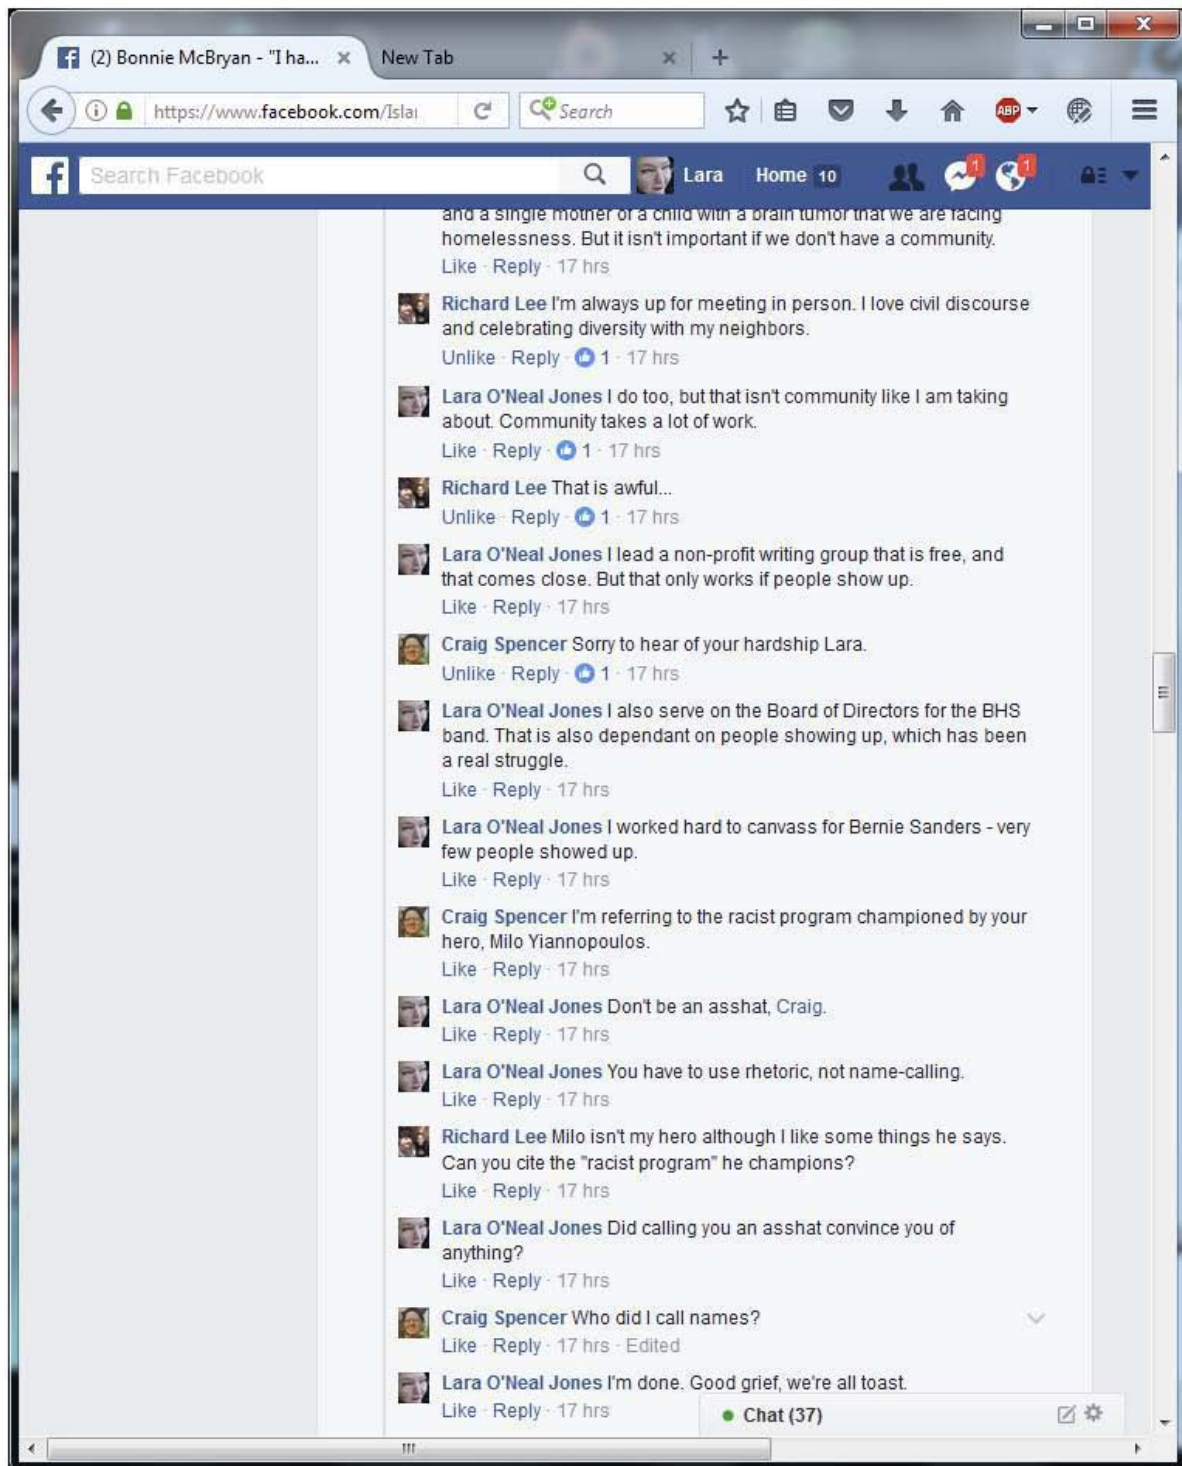 (2) Bonnie McBryan - "I ha...
New Tab
https://www.facebook.com/Islar
Search
ABP
Search Facebook
Lara
Home 10
1
1
and a single mother of a child with a brain tumor that we are facing
homelessness. But it isn't important if we don't have a community.
Like · Reply · 17 hrs
Richard Lee I'm always up for meeting in person. I love civil discourse
and celebrating diversity with my neighbors.
Unlike · Reply · 1 · 17 hrs
Lara O'Neal Jones I do too, but that isn't community like I am taking
about. Community takes a lot of work.
Like · Reply · 1 · 17 hrs
Richard Lee That is awful...
Unlike · Reply · 1 · 17 hrs
Lara O'Neal Jones I lead a non-profit writing group that is free, and
that comes close. But that only works if people show up.
Like · Reply · 17 hrs
Craig Spencer Sorry to hear of your hardship Lara.
Unlike · Reply · 1 · 17 hrs
Lara O'Neal Jones I also serve on the Board of Directors for the BHS
band. That is also dependant on people showing up, which has been
a real struggle.
Like · Reply · 17 hrs
Lara O'Neal Jones I worked hard to canvass for Bernie Sanders - very
few people showed up.
Like · Reply · 17 hrs
Craig Spencer I'm referring to the racist program championed by your
hero, Milo Yiannopoulos.
Like · Reply · 17 hrs
Lara O'Neal Jones Don't be an asshat, Craig.
Like · Reply · 17 hrs
Lara O'Neal Jones You have to use rhetoric, not name-calling.
Like · Reply · 17 hrs
Richard Lee Milo isn't my hero although I like some things he says.
Can you cite the "racist program" he champions?
Like · Reply · 17 hrs
Lara O'Neal Jones Did calling you an asshat convince you of
anything?
Like · Reply · 17 hrs
Craig Spencer Who did I call names?
Like · Reply · 17 hrs · Edited
Lara O'Neal Jones I'm done. Good grief, we're all toast.
Like · Reply · 17 hrs
Chat (37)